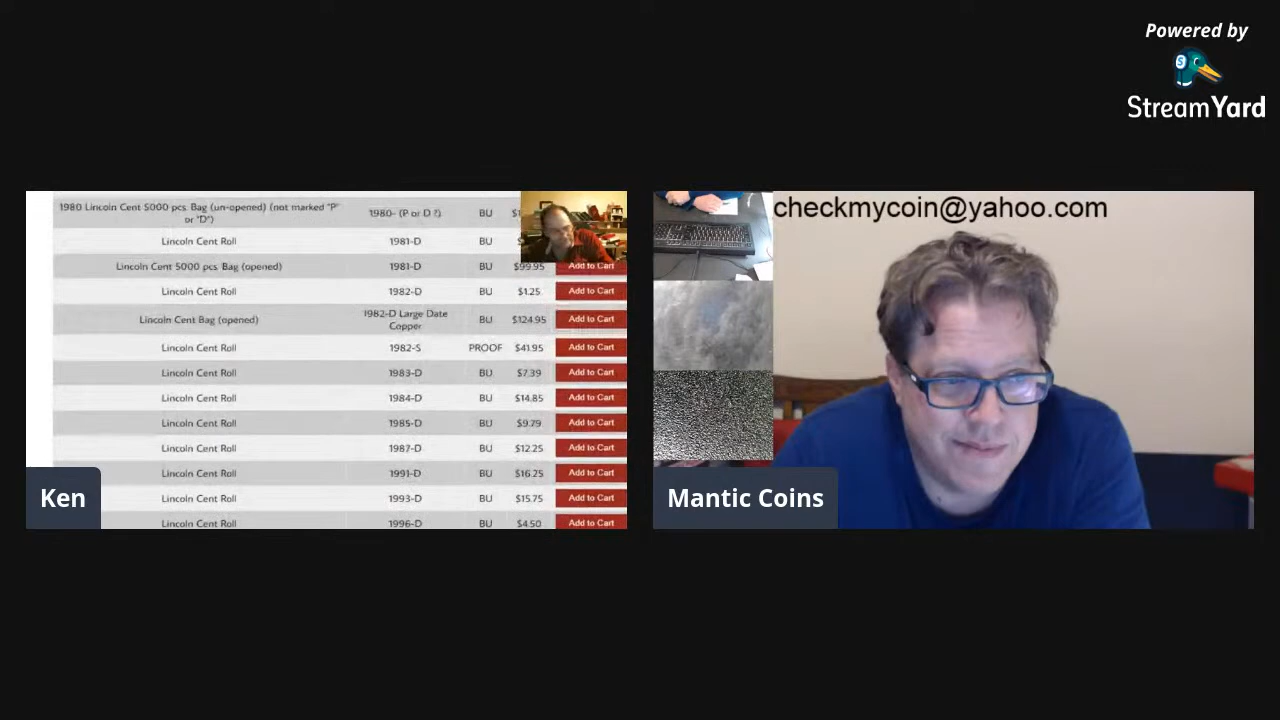 Powered by
StreamYard
1980 Lincoln Cent 5000 pcs. Bag (un-opened) (not marked "P"
or "D") 1980- (P or D ?) BU
Lincoln Cent Roll 1981-D BU
Lincoln Cent 5000 pcs. Bag (opened) 1981-D BU $99.95 Add to Cart
Lincoln Cent Roll 1982-D BU $1.25 Add to Cart
Lincoln Cent Bag (opened) 1982-D Large Date
Copper BU $124.95 Add to Cart
Lincoln Cent Roll 1982-S PROOF $41.95 Add to Cart
Lincoln Cent Roll 1983-D BU $7.39 Add to Cart
Lincoln Cent Roll 1984-D BU $14.85 Add to Cart
Lincoln Cent Roll 1985-D BU $9.79 Add to Cart
Lincoln Cent Roll 1987-D BU $12.25 Add to Cart
Lincoln Cent Roll 1991-D BU $16.25 Add to Cart
Lincoln Cent Roll 1993-D BU $15.75 Add to Cart
Lincoln Cent Roll 1996-D BU $4.50 Add to Cart
Ken
checkmycoin@yahoo.com
Mantic Coins